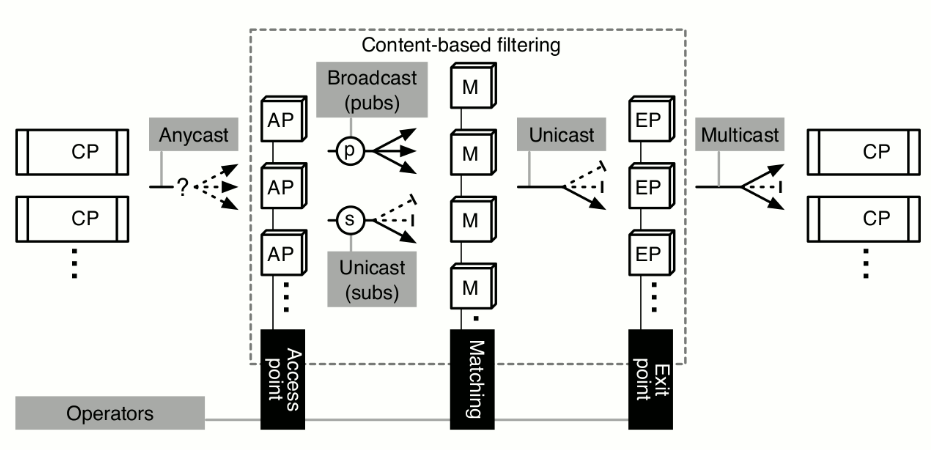 Content-based filtering
Broadcast
(pubs)
M
AP
EP
Anycast
Unicast
Multicast
CP
CP
p
M
?
AP
EP
CP
CP
s
M
AP
EP
Unicast
(subs)
M
Access
point
Matching
Exit
point
Operators